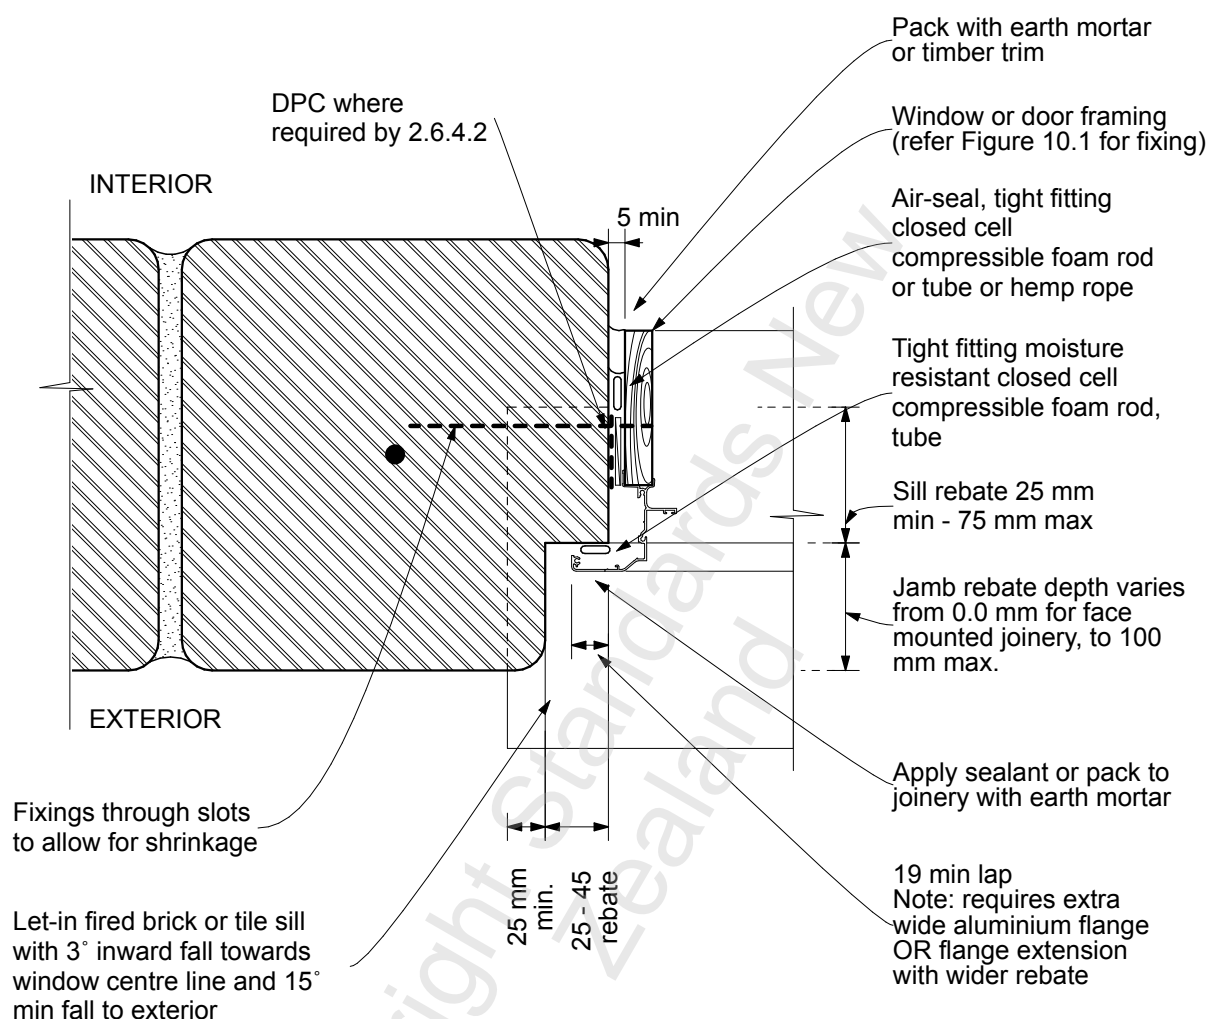 Pack with earth mortar
or timber trim
DPC where
required by 2.6.4.2
Window or door framing
(refer Figure 10.1 for fixing)
INTERIOR
Air-seal, tight fitting
closed cell
compressible foam rod
or tube or hemp rope
5 min
Tight fitting moisture
resistant closed cell
compressible foam rod,
tube
Sill rebate 25 mm
min - 75 mm max
Jamb rebate depth varies
from 0.0 mm for face
mounted joinery, to 100
mm max.
EXTERIOR
Apply sealant or pack to
joinery with earth mortar
Fixings through slots
to allow for shrinkage
25 mm
min.
25 - 45
rebate
19 min lap
Note: requires extra
wide aluminium flange
OR flange extension
with wider rebate
Let-in fired brick or tile sill
with 3˚ inward fall towards
window centre line and 15˚
min fall to exterior
right Standards New
Zealand